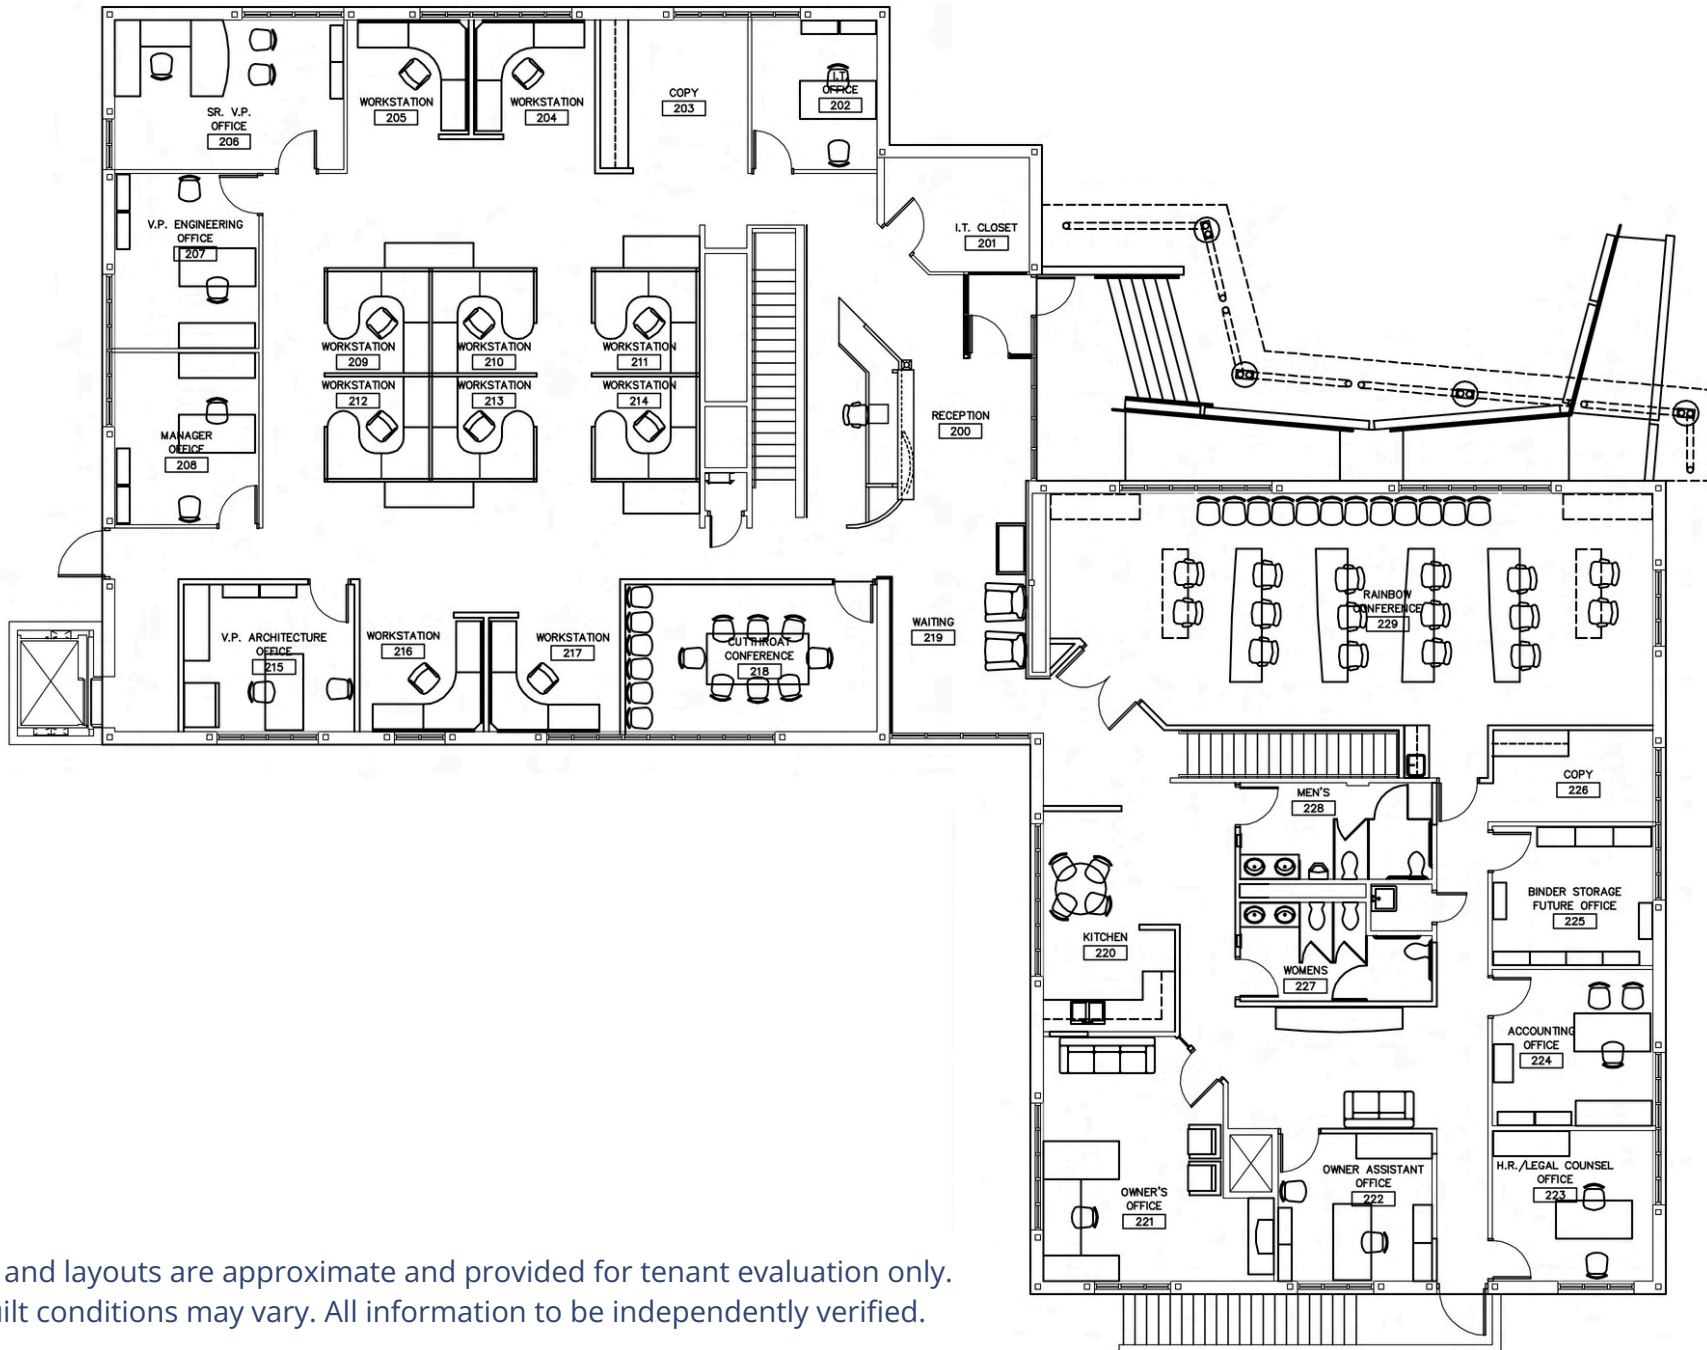 SR. V.P.
OFFICE
206
WORKSTATION
205
WORKSTATION
204
COPY
203
I.T.
OFFICE
202
V.P. ENGINEERING
OFFICE
207
I.T. CLOSET
201
WORKSTATION
209
WORKSTATION
210
WORKSTATION
211
WORKSTATION
212
WORKSTATION
213
WORKSTATION
214
MANAGER
OFFICE
208
RECEPTION
200
V.P. ARCHITECTURE
OFFICE
215
WORKSTATION
216
WORKSTATION
217
CUTTHROAT
CONFERENCE
218
WAITING
219
RAINBOW
CONFERENCE
229
COPY
226
MEN'S
228
BINDER STORAGE
FUTURE OFFICE
225
KITCHEN
220
WOMENS
227
ACCOUNTING
OFFICE
224
OWNER'S
OFFICE
221
OWNER ASSISTANT
OFFICE
222
H.R./LEGAL COUNSEL
OFFICE
223
and layouts are approximate and provided for tenant evaluation only.
conditions may vary. All information to be independently verified.